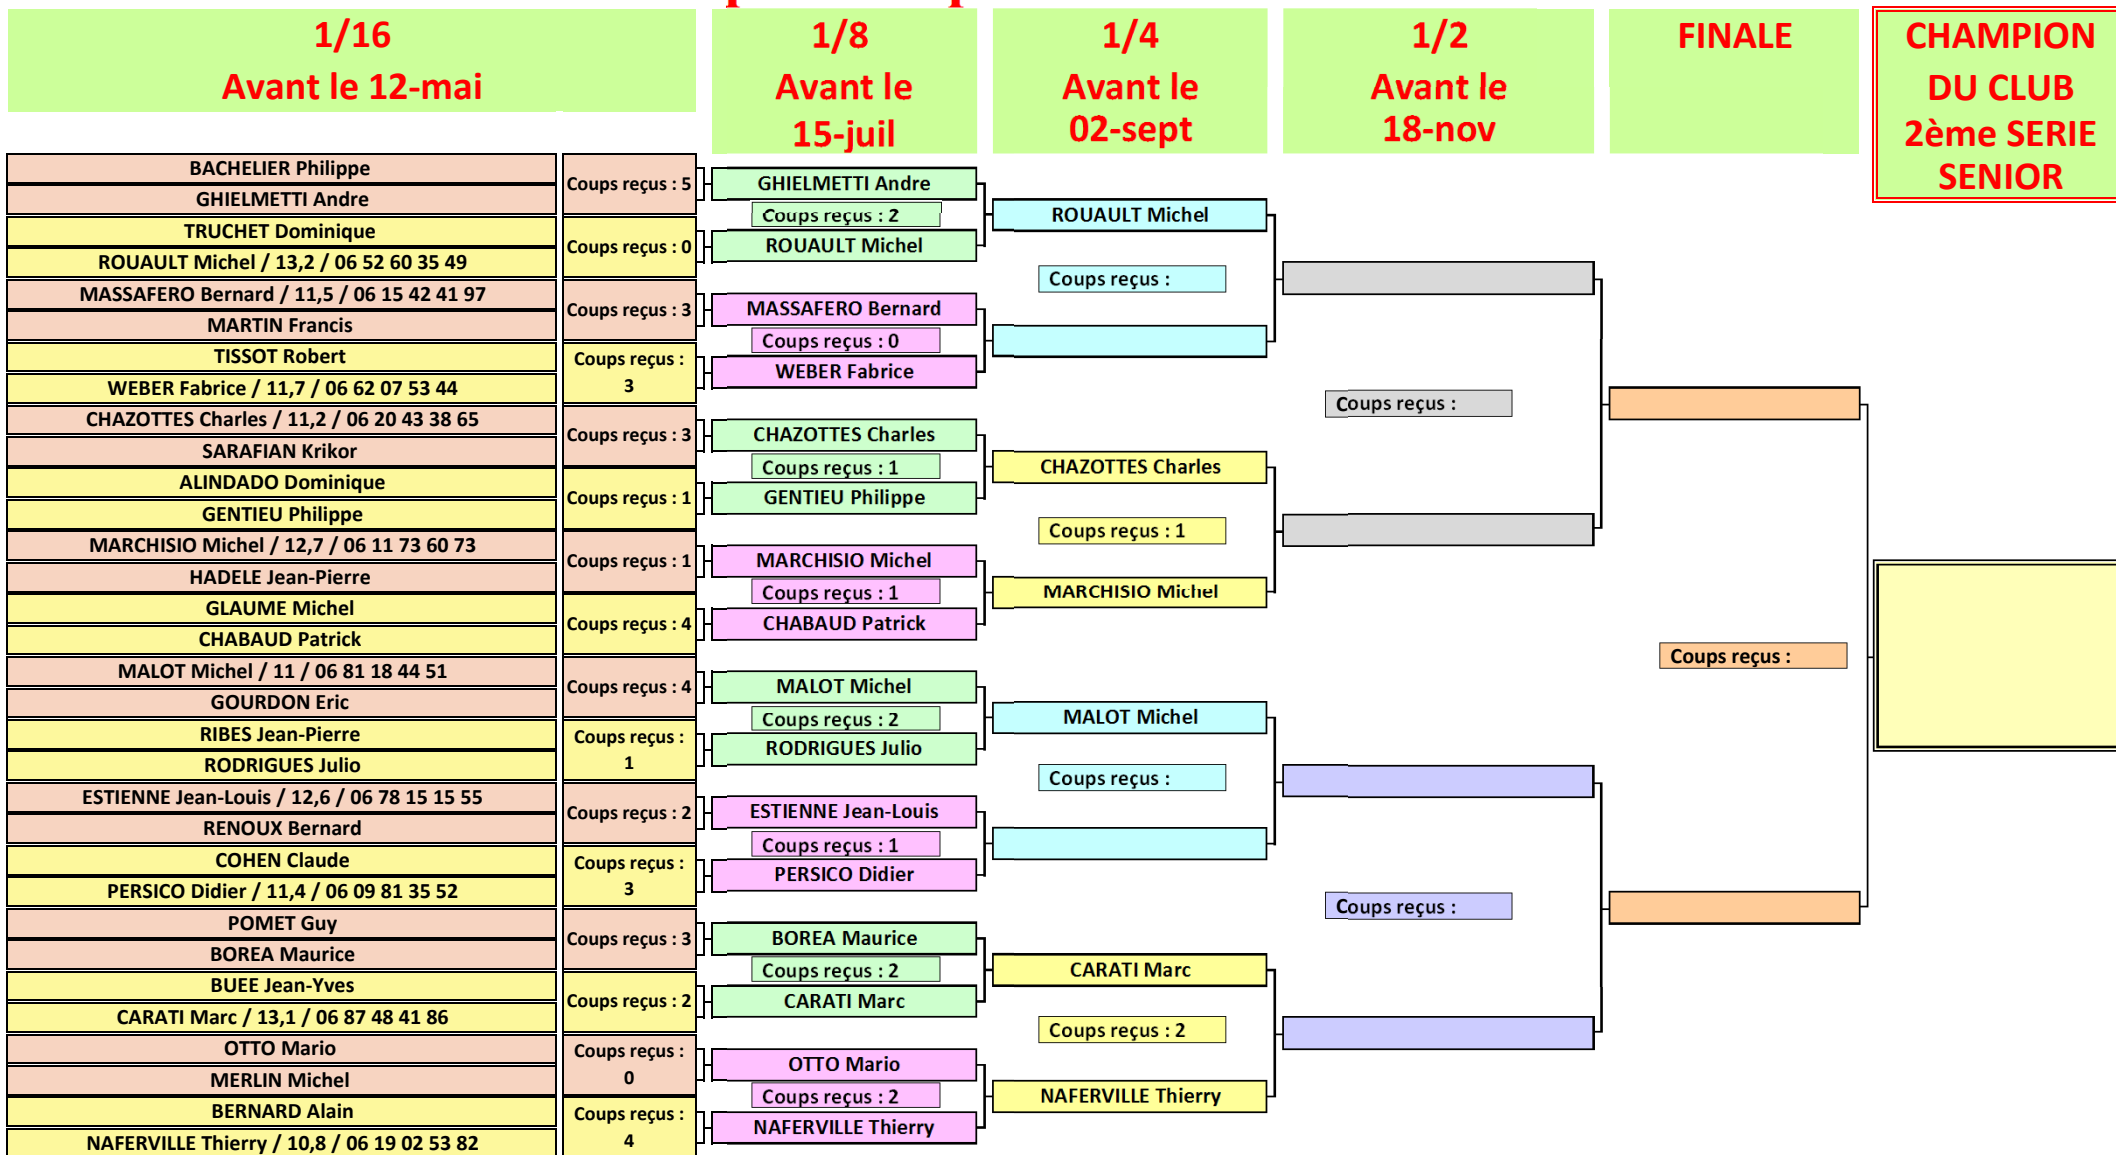 1/16
Avant le 12-mai
1/8
Avant le
15-juil
1/4
Avant le
02-sept
1/2
Avant le
18-nov
FINALE
CHAMPION
DU CLUB
2ème SERIE
SENIOR
BACHELIER Philippe
GHIELMETTI Andre
Coups reçus : 5
TRUCHET Dominique
ROUAULT Michel / 13,2 / 06 52 60 35 49
Coups reçus : 0
MASSAFERO Bernard / 11,5 / 06 15 42 41 97
MARTIN Francis
Coups reçus : 3
TISSOT Robert
WEBER Fabrice / 11,7 / 06 62 07 53 44
Coups reçus :
3
CHAZOTTES Charles / 11,2 / 06 20 43 38 65
SARAFIAN Krikor
Coups reçus : 3
ALINDADO Dominique
GENTIEU Philippe
Coups reçus : 1
MARCHISIO Michel / 12,7 / 06 11 73 60 73
HADELE Jean-Pierre
Coups reçus : 1
GLAUME Michel
CHABAUD Patrick
Coups reçus : 4
MALOT Michel / 11 / 06 81 18 44 51
GOURDON Eric
Coups reçus : 4
RIBES Jean-Pierre
RODRIGUES Julio
Coups reçus :
1
ESTIENNE Jean-Louis / 12,6 / 06 78 15 15 55
RENOUX Bernard
Coups reçus : 2
COHEN Claude
PERSICO Didier / 11,4 / 06 09 81 35 52
Coups reçus :
3
POMET Guy
BOREA Maurice
Coups reçus : 3
BUEE Jean-Yves
CARATI Marc / 13,1 / 06 87 48 41 86
Coups reçus : 2
OTTO Mario
MERLIN Michel
Coups reçus :
0
BERNARD Alain
NAFERVILLE Thierry / 10,8 / 06 19 02 53 82
Coups reçus :
4
GHIELMETTI Andre
Coups reçus : 2
ROUAULT Michel
MASSAFERO Bernard
Coups reçus : 0
WEBER Fabrice
CHAZOTTES Charles
Coups reçus : 1
GENTIEU Philippe
MARCHISIO Michel
Coups reçus : 1
CHABAUD Patrick
MALOT Michel
Coups reçus : 2
RODRIGUES Julio
ESTIENNE Jean-Louis
Coups reçus : 1
PERSICO Didier
BOREA Maurice
Coups reçus : 2
CARATI Marc
OTTO Mario
Coups reçus : 2
NAFERVILLE Thierry
ROUAULT Michel
Coups reçus :
CHAZOTTES Charles
Coups reçus : 1
MARCHISIO Michel
MALOT Michel
Coups reçus :
CARATI Marc
Coups reçus : 2
NAFERVILLE Thierry
Coups reçus :
Coups reçus :
Coups reçus :